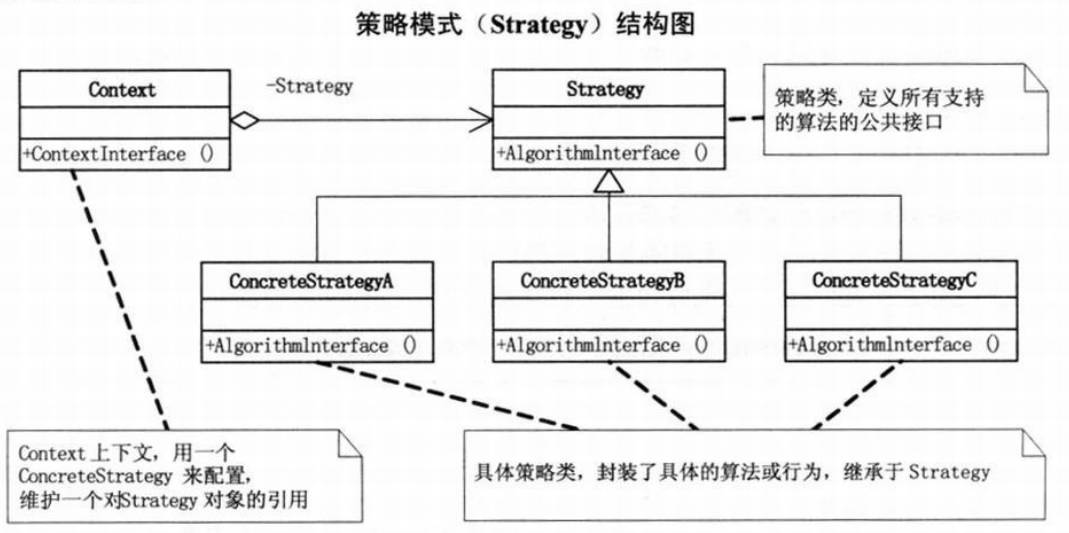 策略模式（Strategy）结构图
Context
-Strategy
Strategy
策略类，定义所有支持
的算法的公共接口
+ContextInterface ()
+AlgorithmInterface ()
ConcreteStrategyA
ConcreteStrategyB
ConcreteStrategyC
+AlgorithmInterface ()
+AlgorithmInterface ()
+AlgorithmInterface ()
Context 上下文，用一个
ConcreteStrategy 来配置，
维护一个对Strategy 对象的引用
具体策略类，封装了具体的算法或行为，继承于 Strategy